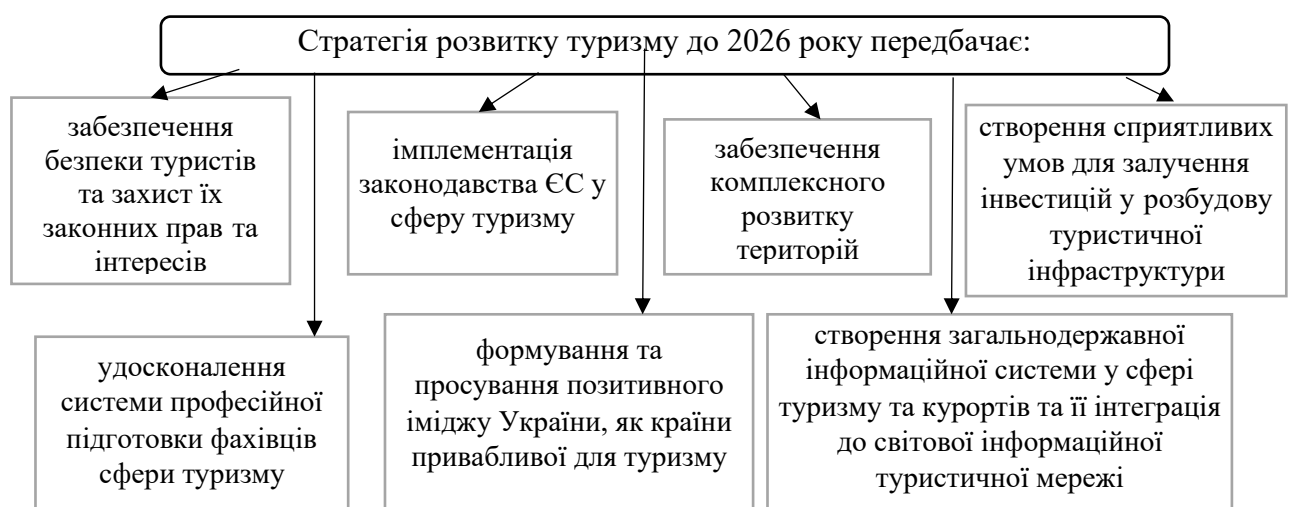 Стратегія розвитку туризму до 2026 року передбачає:
забезпечення
безпеки туристів
та захист їх
законних прав та
інтересів
імплементація
законодавства ЄС у
сферу туризму
забезпечення
комплексного
розвитку
територій
створення сприятливих
умов для залучення
інвестицій у розбудову
туристичної
інфраструктури
удосконалення
системи професійної
підготовки фахівців
сфери туризму
формування та
просування позитивного
іміджу України, як країни
привабливої для туризму
створення загальнодержавної
інформаційної системи у сфері
туризму та курортів та її інтеграція
до світової інформаційної
туристичної мережі